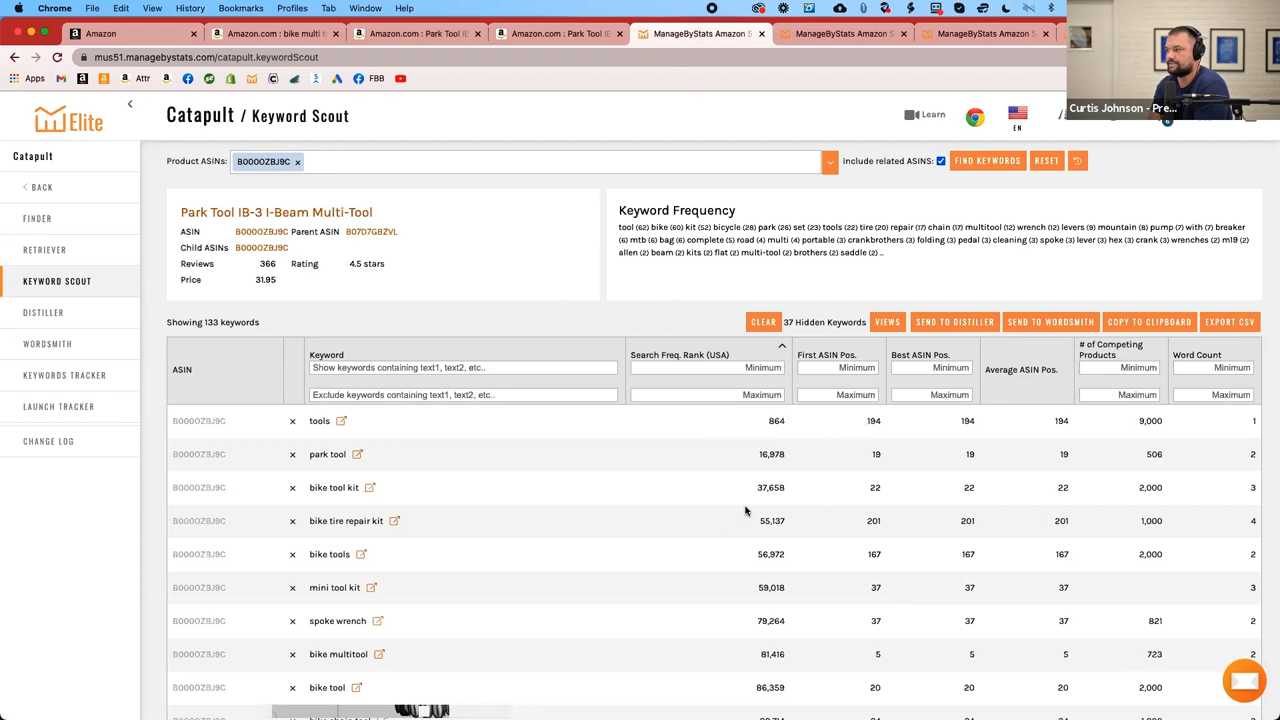 Chrome File Edit View History Bookmarks Profiles Tab Window Help
Amazon × Amazon.com : bike multi t × Amazon.com : Park Tool IB × Amazon.com : Park Tool IE × ManageByStats Amazon S × ManageByStats Amazon S × ManageByStats Amazon S ×
mus51.managebystats.com/catapult.keywordScout
Apps Attr FBB
Curtis Johnson - Pre...
Elite
Catapult / Keyword Scout
Learn
EN
Catapult
BACK
FINDER
RETRIEVER
KEYWORD SCOUT
DISTILLER
WORDSMITH
KEYWORDS TRACKER
LAUNCH TRACKER
CHANGE LOG
Product ASINs: B000OZBJ9C × Include related ASINs: FIND KEYWORDS RESET
Park Tool IB-3 I-Beam Multi-Tool
ASIN B000OZBJ9C Parent ASIN B07D7GBZVL
Child ASINs B000OZBJ9C
Reviews 366 Rating 4.5 stars
Price 31.95
Keyword Frequency
tool (62) bike (60) kit (52) bicycle (28) park (26) set (23) tools (22) tire (20) repair (17) chain (17) multitool (12) wrench (12) levers (9) mountain (8) pump (7) with (7) breaker
(6) mtb (6) bag (6) complete (5) road (4) multi (4) portable (3) crankbrothers (3) folding (3) pedal (3) cleaning (3) spoke (3) lever (3) hex (3) crank (3) wrenches (2) m19 (2)
allen (2) beam (2) kits (2) flat (2) multi-tool (2) brothers (2) saddle (2) ...
Showing 133 keywords CLEAR 37 Hidden Keywords VIEWS SEND TO DISTILLER SEND TO WORDSMITH COPY TO CLIPBOARD EXPORT CSV
ASIN Keyword Search Freq. Rank (USA) First ASIN Pos. Best ASIN Pos. Average ASIN Pos. # of Competing Products Word Count
Show keywords containing text1, text2, etc.. Minimum Minimum Minimum Minimum Minimum
Exclude keywords containing text1, text2, etc.. Maximum Maximum Maximum Maximum Maximum
B000OZBJ9C × tools 864 194 194 194 9,000 1
B000OZBJ9C × park tool 16,978 19 19 19 506 2
B000OZBJ9C × bike tool kit 37,658 22 22 22 2,000 3
B000OZBJ9C × bike tire repair kit 55,137 201 201 201 1,000 4
B000OZBJ9C × bike tools 56,972 167 167 167 2,000 2
B000OZBJ9C × mini tool kit 59,018 37 37 37 3
B000OZBJ9C × spoke wrench 79,264 37 37 37 821 2
B000OZBJ9C × bike multitool 81,416 5 5 5 723 2
B000OZBJ9C × bike tool 86,359 20 20 20 2,000